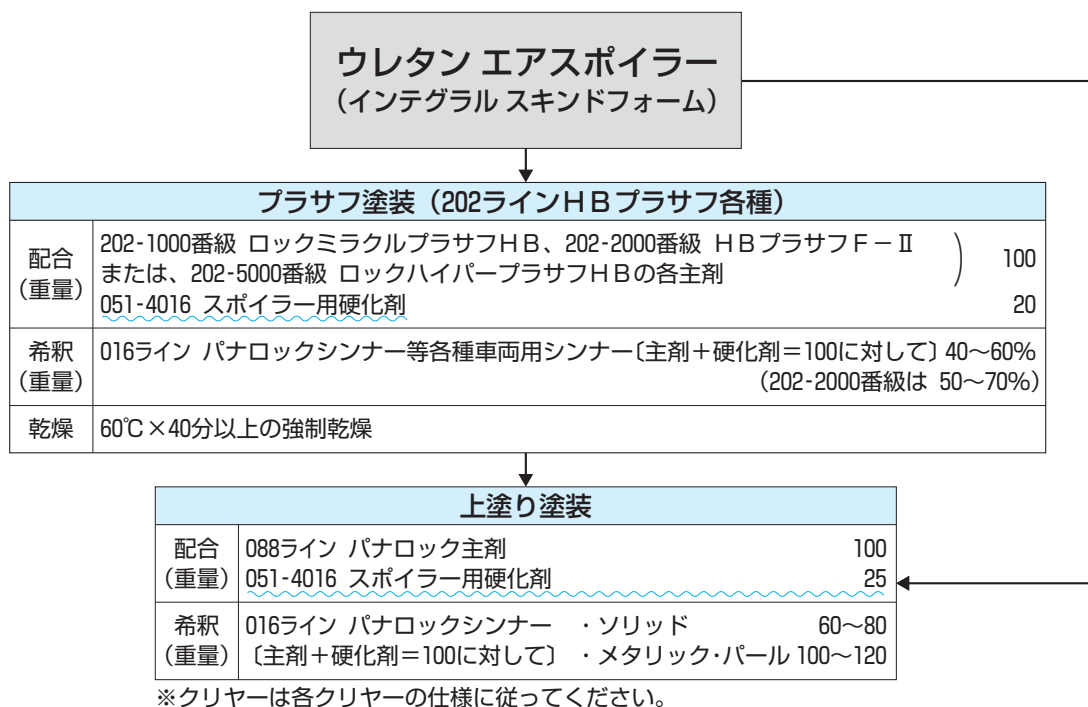 ウレタン エアスポイラー
（インテグラル スキンドフォーム）
プラサフ塗装（202ラインＨＢプラサフ各種）
配合
（重量）
202-1000番級 ロックミラクルプラサフＨＢ、202-2000番級 ＨＢプラサフＦ－Ⅱ
または、202-5000番級 ロックハイパープラサフＨＢの各主剤
） 100
051-4016 スポイラー用硬化剤 20
希釈
（重量）
016ライン パナロックシンナー等各種車両用シンナー〔主剤＋硬化剤＝100に対して〕40～60%
（202-2000番級は 50～70%）
乾燥 60℃×40分以上の強制乾燥
上塗り塗装
配合
（重量）
088ライン パナロック主剤 100
051-4016 スポイラー用硬化剤 25
希釈
（重量）
016ライン パナロックシンナー ・ソリッド 60～80
〔主剤＋硬化剤＝100に対して〕 ・メタリック・パール 100～120
※クリヤーは各クリヤーの仕様に従ってください。